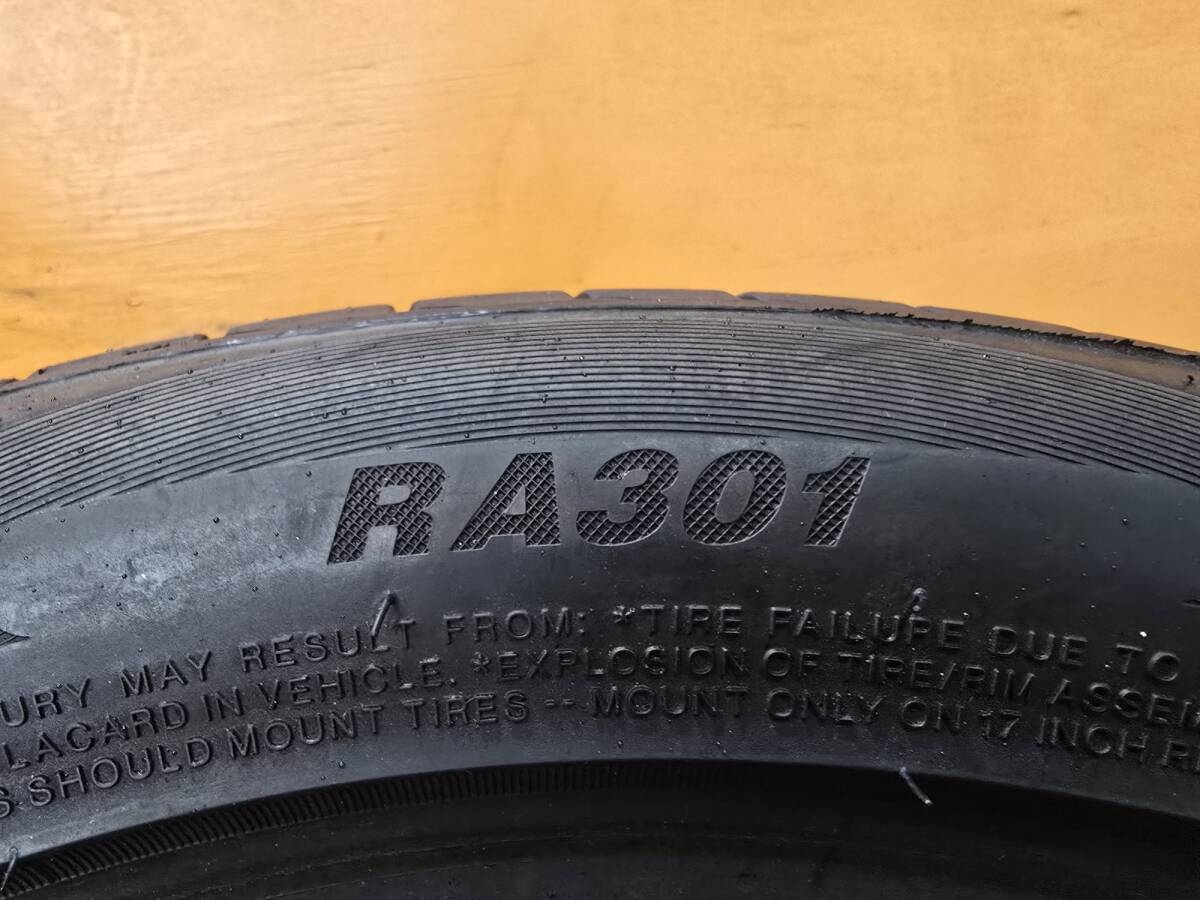 RA301
URY MAY RESULT FROM: *TIRE FAILURE DUE TO
LACARD IN VEHICLE. *EXPLOSION OF TIRE/RIM ASSEM
S SHOULD MOUNT TIRES -- MOUNT ONLY ON 17 INCH RI